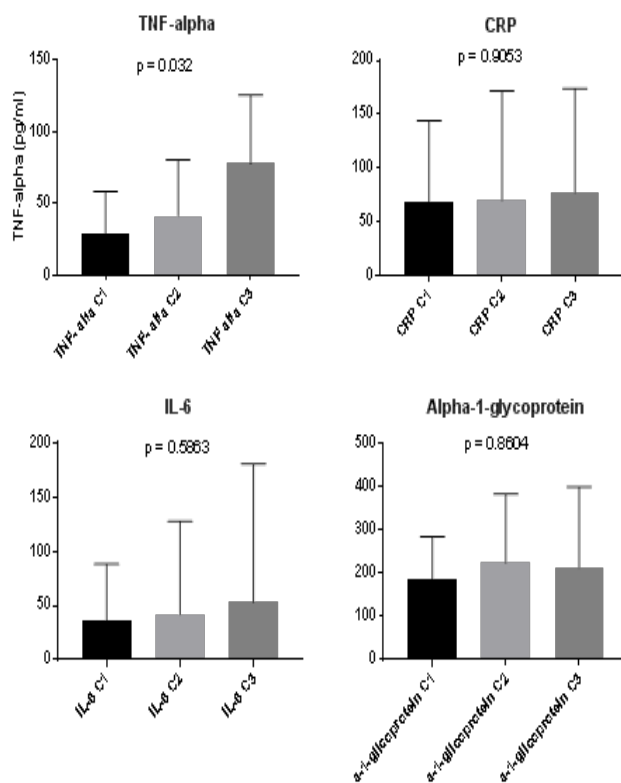 TNF-alpha
p = 0.032
TNF-alpha (pg/ml)
150
100
50
0
TNF- alfa C1
TNF- alfa C2
TNF alfa C3
CRP
p = 0.9053
200
150
100
50
0
CRP C1
CRP C2
CRP C3
IL-6
p = 0.5863
200
150
100
50
0
IL-6 C1
IL-6 C2
IL-6 C3
Alpha-1-glycoprotein
p = 0.8604
500
400
300
200
100
0
a-1-glicoprotein C1
a-1-glicoprotein C2
a-1-glicoprotein C3